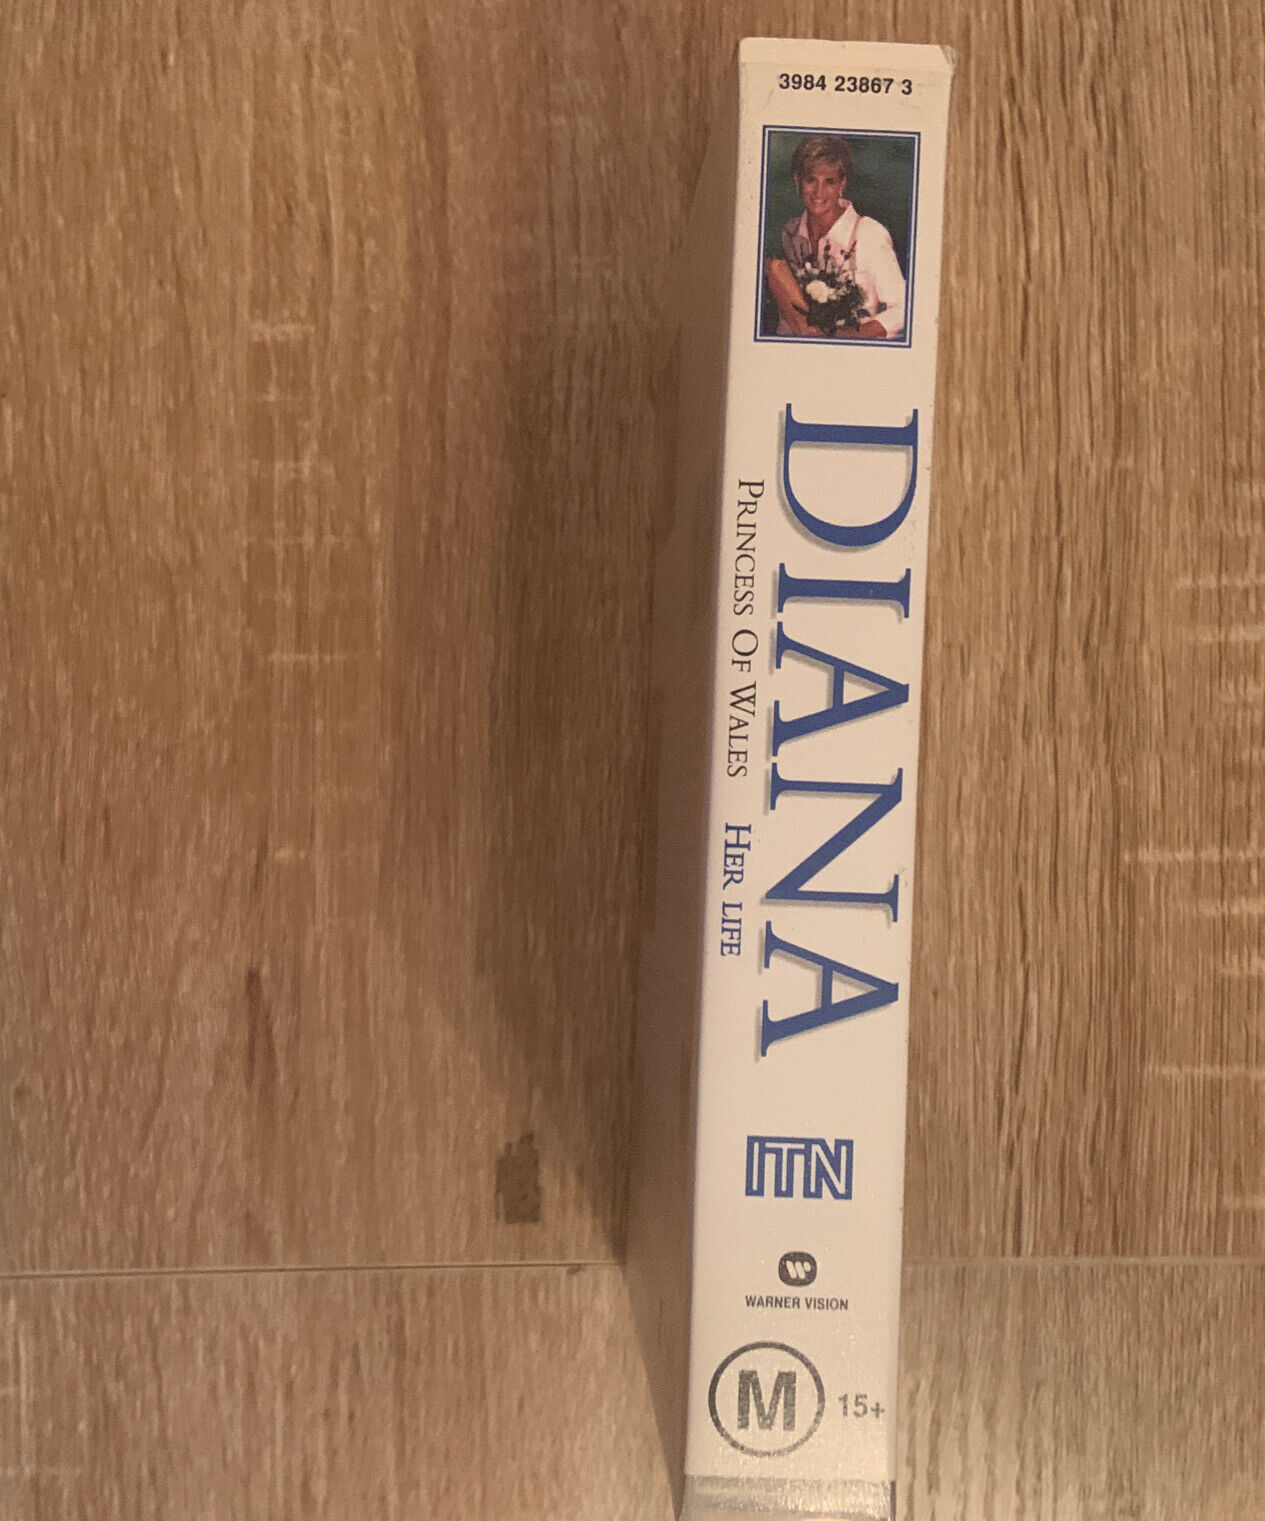 3984 23867 3
DIANA
PRINCESS OF WALES HER LIFE
ITN
WARNER VISION
M 15+